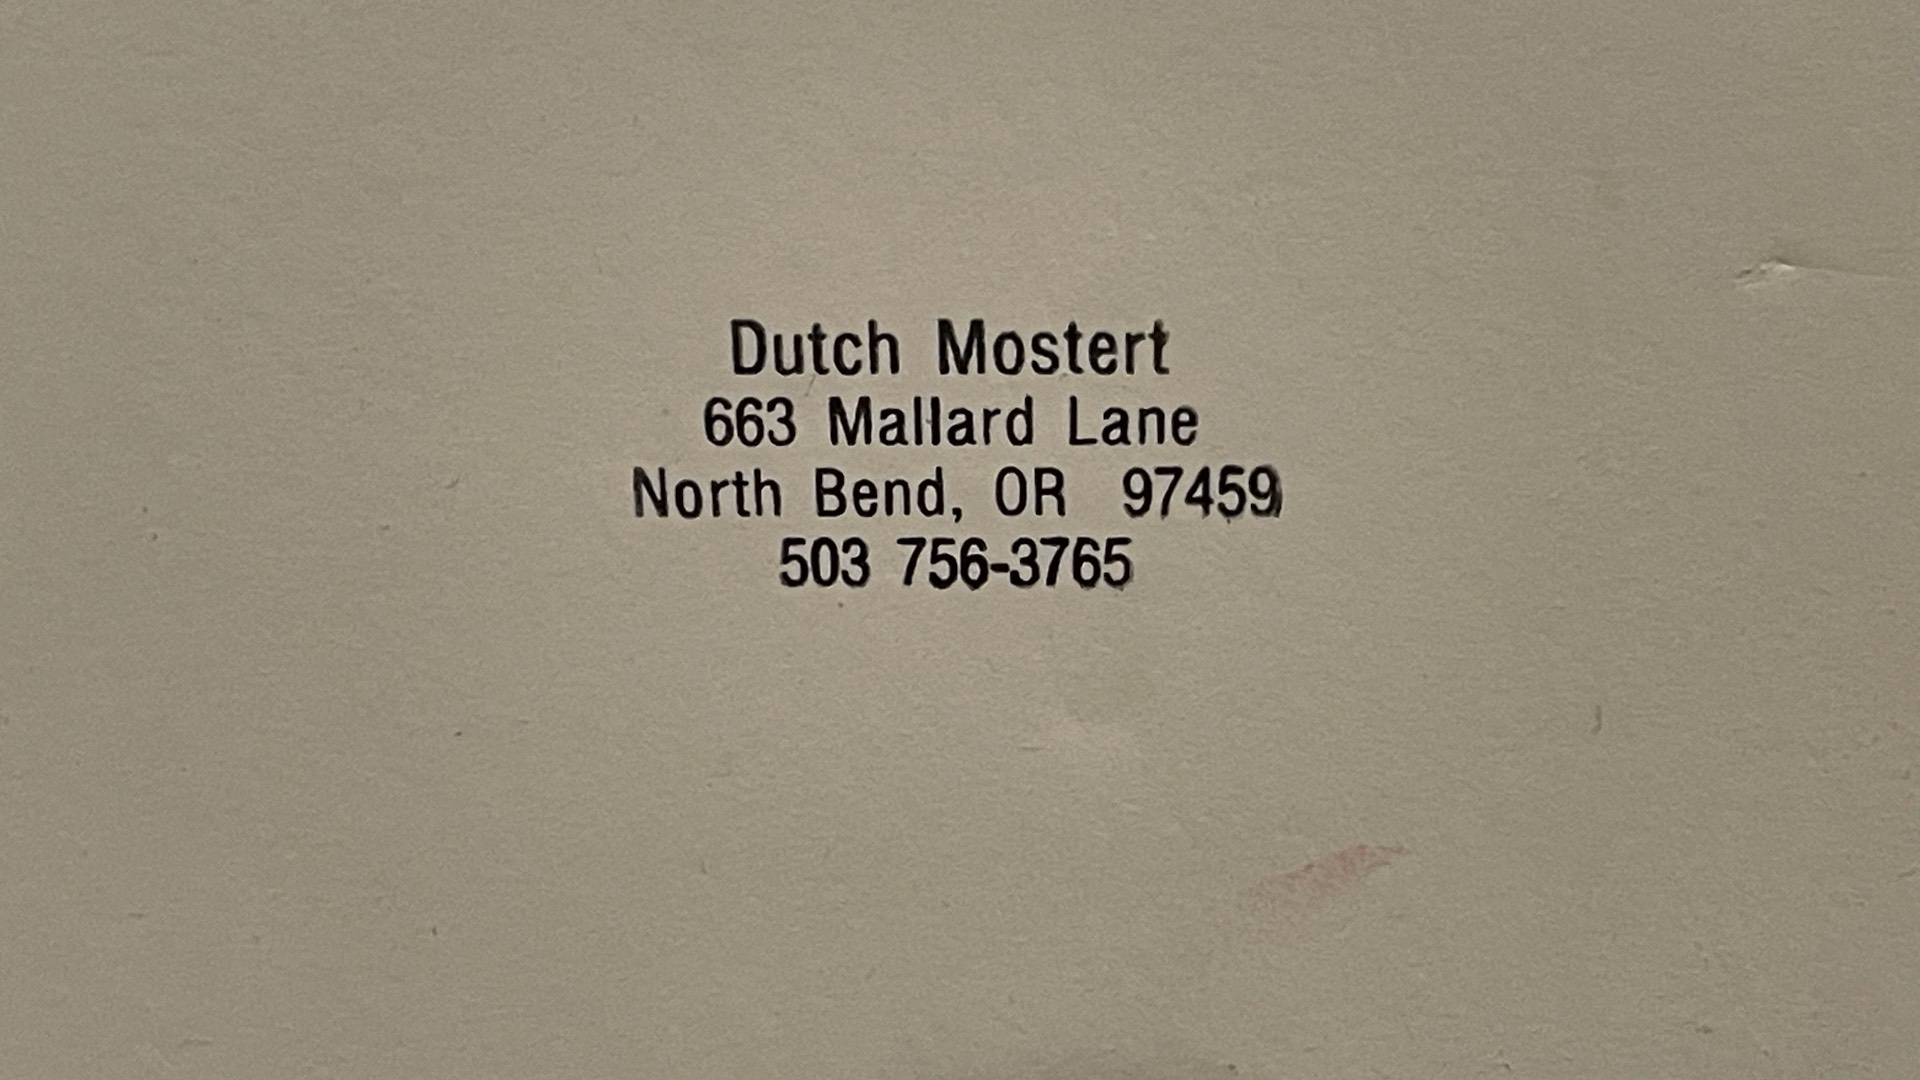 Dutch Mostert
663 Mallard Lane
North Bend, OR 97459
503 756-3765